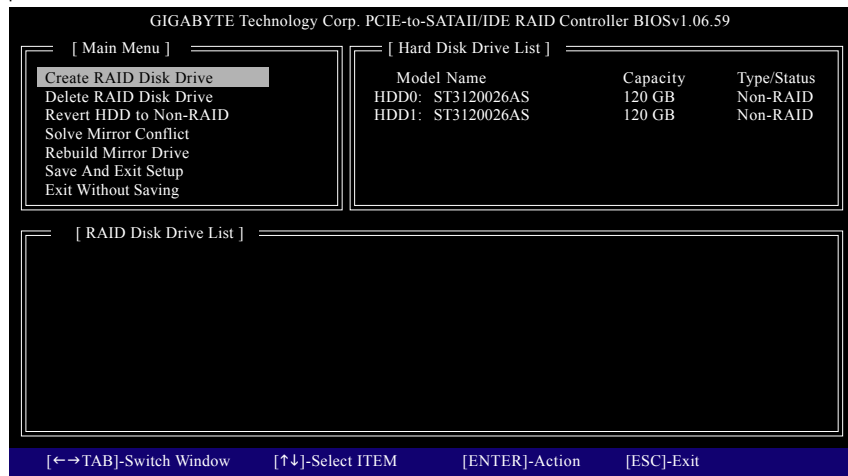 GIGABYTE Technology Corp. PCIE-to-SATAII/IDE RAID Controller BIOSv1.06.59
[ Main Menu ]
Create RAID Disk Drive
Delete RAID Disk Drive
Revert HDD to Non-RAID
Solve Mirror Conflict
Rebuild Mirror Drive
Save And Exit Setup
Exit Without Saving
[ Hard Disk Drive List ]
Model Name Capacity Type/Status
HDD0: ST3120026AS 120 GB Non-RAID
HDD1: ST3120026AS 120 GB Non-RAID
[ RAID Disk Drive List ]
[←→TAB]-Switch Window [↑↓]-Select ITEM [ENTER]-Action [ESC]-Exit